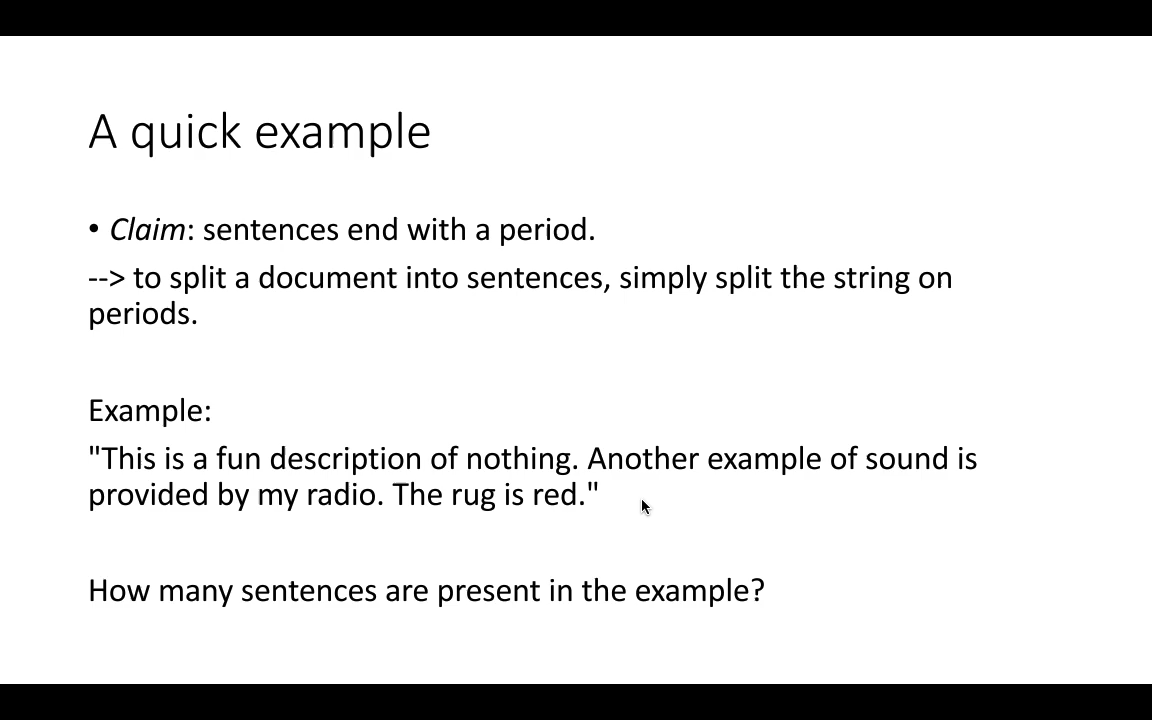 A quick example
• Claim: sentences end with a period.
--> to split a document into sentences, simply split the string on
periods.
Example:
"This is a fun description of nothing. Another example of sound is
provided by my radio. The rug is red."
How many sentences are present in the example?